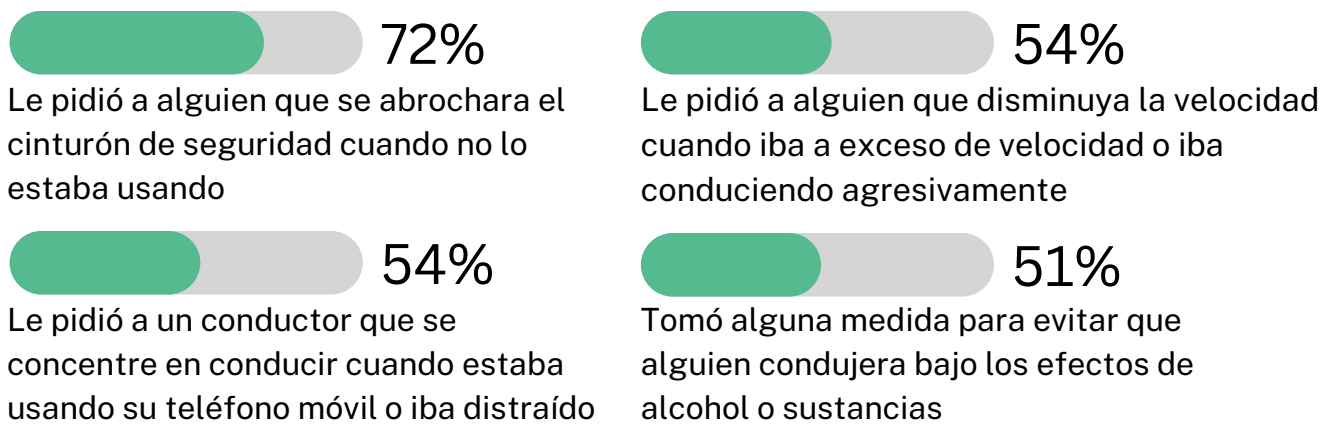 72%
Le pidió a alguien que se abrochara el
cinturón de seguridad cuando no lo
estaba usando
54%
Le pidió a alguien que disminuya la velocidad
cuando iba a exceso de velocidad o iba
conduciendo agresivamente
54%
Le pidió a un conductor que se
concentre en conducir cuando estaba
usando su teléfono móvil o iba distraído
51%
Tomó alguna medida para evitar que
alguien condujera bajo los efectos de
alcohol o sustancias